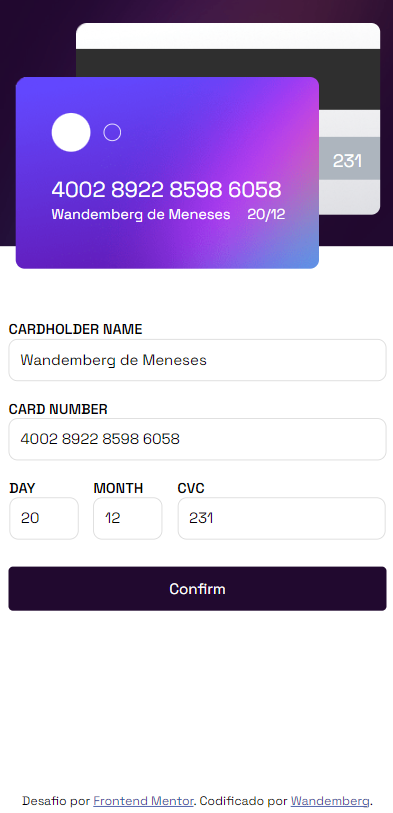 231
4002 8922 8598 6058
Wandemberg de Meneses 20/12
CARDHOLDER NAME
Wandemberg de Meneses
CARD NUMBER
4002 8922 8598 6058
DAY MONTH CVC
20 12 231
Confirm
Desafio por Frontend Mentor. Codificado por Wandemberg.